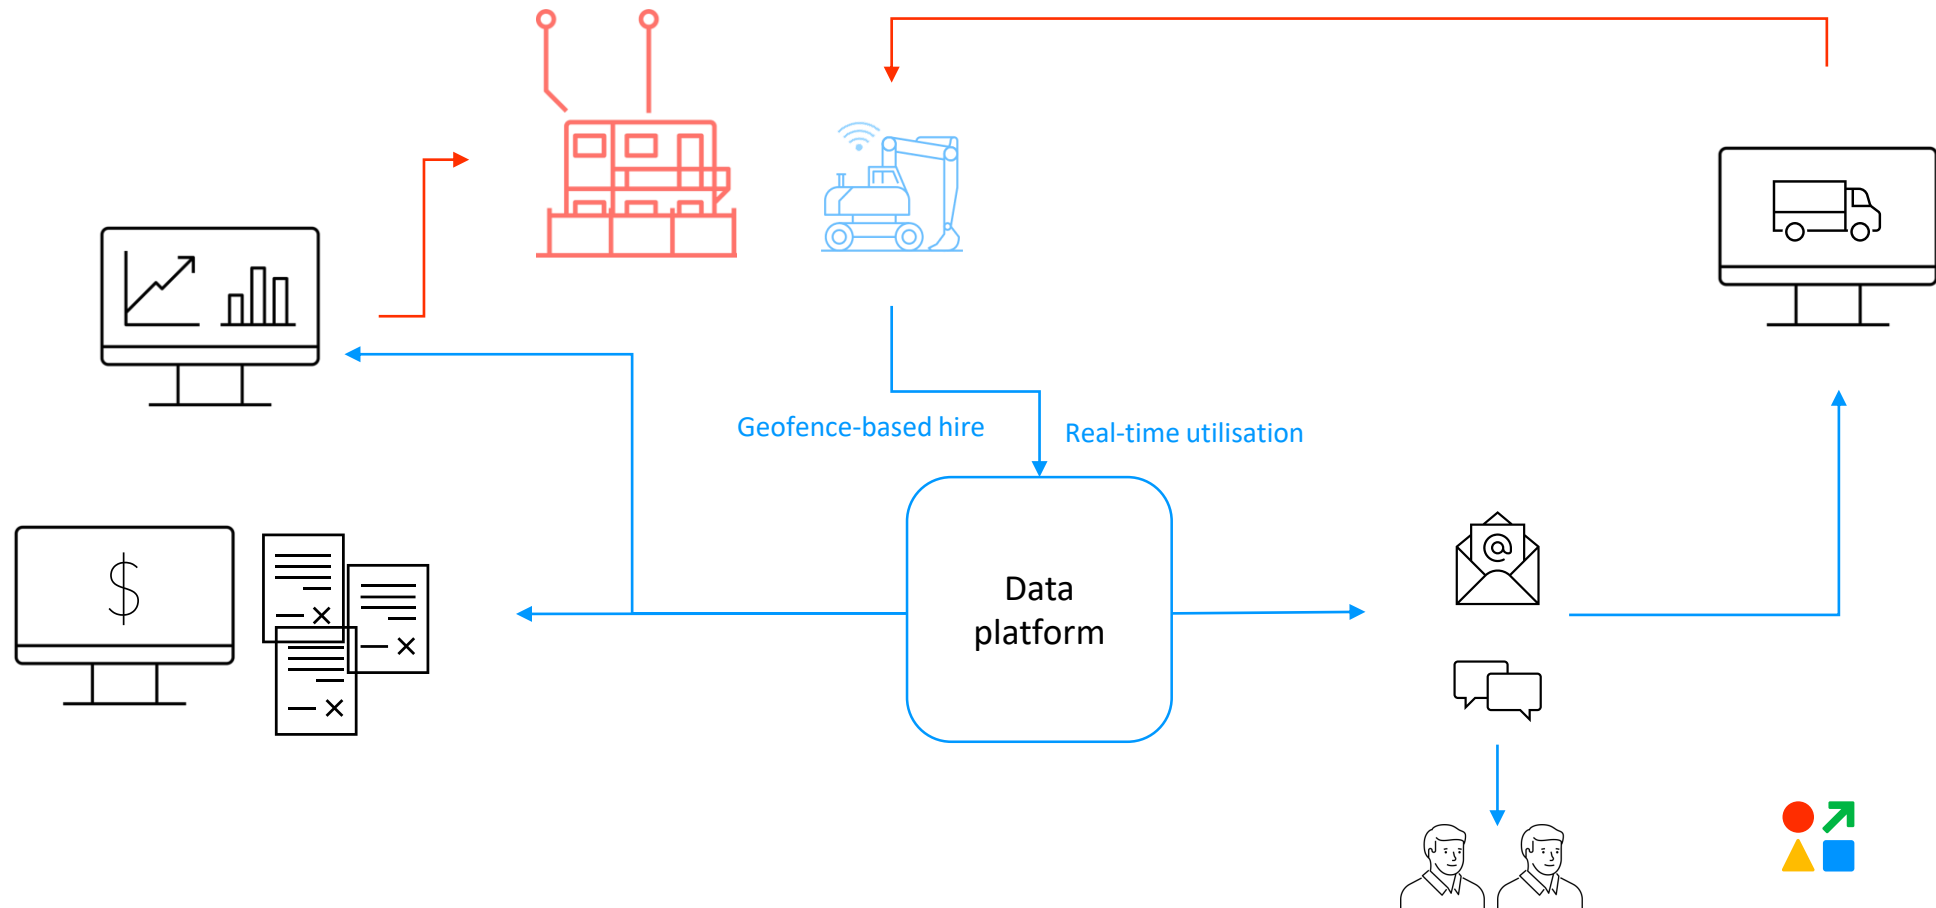 Geofence-based hire
Real-time utilisation
$
@
Data
platform